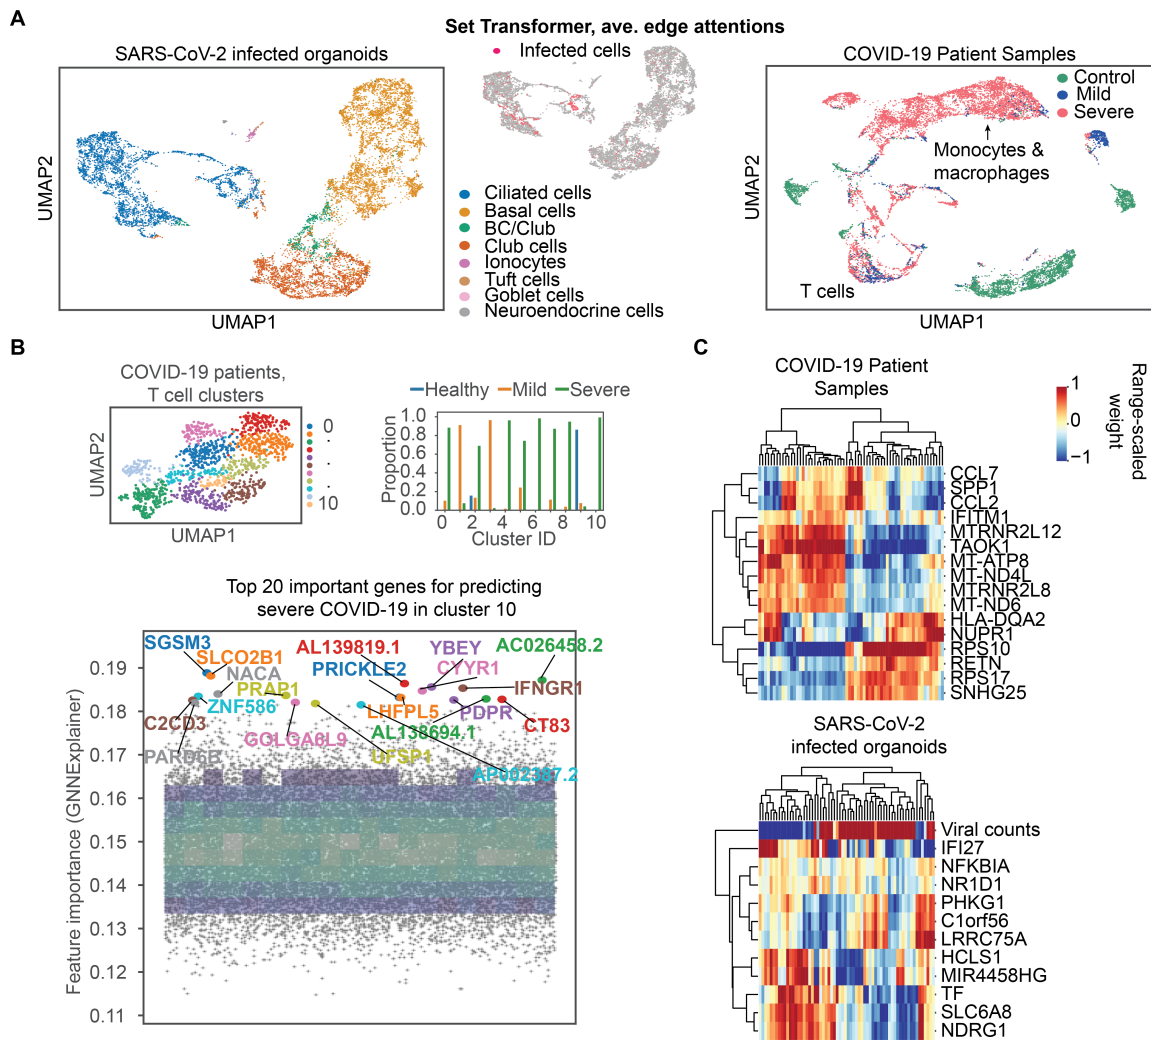 A
Set Transformer, ave. edge attentions
SARS-CoV-2 infected organoids
Infected cells
COVID-19 Patient Samples
Control
Mild
Severe
Monocytes &
macrophages
T cells
UMAP2
UMAP1
Ciliated cells
Basal cells
BC/Club
Club cells
Ionocytes
Tuft cells
Goblet cells
Neuroendocrine cells
UMAP2
UMAP1
B
COVID-19 patients,
T cell clusters
UMAP2
UMAP1
0
10
Healthy
Mild
Severe
Proportion
1.0
0.8
0.6
0.4
0.2
0.0
0 2 4 6 8 10
Cluster ID
Top 20 important genes for predicting
severe COVID-19 in cluster 10
Feature importance (GNNExplainer)
0.19
0.18
0.17
0.16
0.15
0.14
0.13
0.12
0.11
SGSM3
SLCO2B1
NACA
PRAP1
ZNF586
C2CD3
PARD6B
GOLGA6L9
AL139819.1
PRICKLE2
LHFPL5
AL138694.1
UFSP1
YBEY
CYYR1
PDPR
AC026458.2
IFNGR1
CT83
AP002387.2
C
COVID-19 Patient
Samples
1
0
−1
Range-scaled
weight
CCL7
SPP1
CCL2
IFITM1
MTRNR2L12
TAOK1
MT-ATP8
MT-ND4L
MTRNR2L8
MT-ND6
HLA-DQA2
NUPR1
RPS10
RETN
RPS17
SNHG25
SARS-CoV-2
infected organoids
Viral counts
IFI27
NFKBIA
NR1D1
PHKG1
C1orf56
LRRC75A
HCLS1
MIR4458HG
TF
SLC6A8
NDRG1